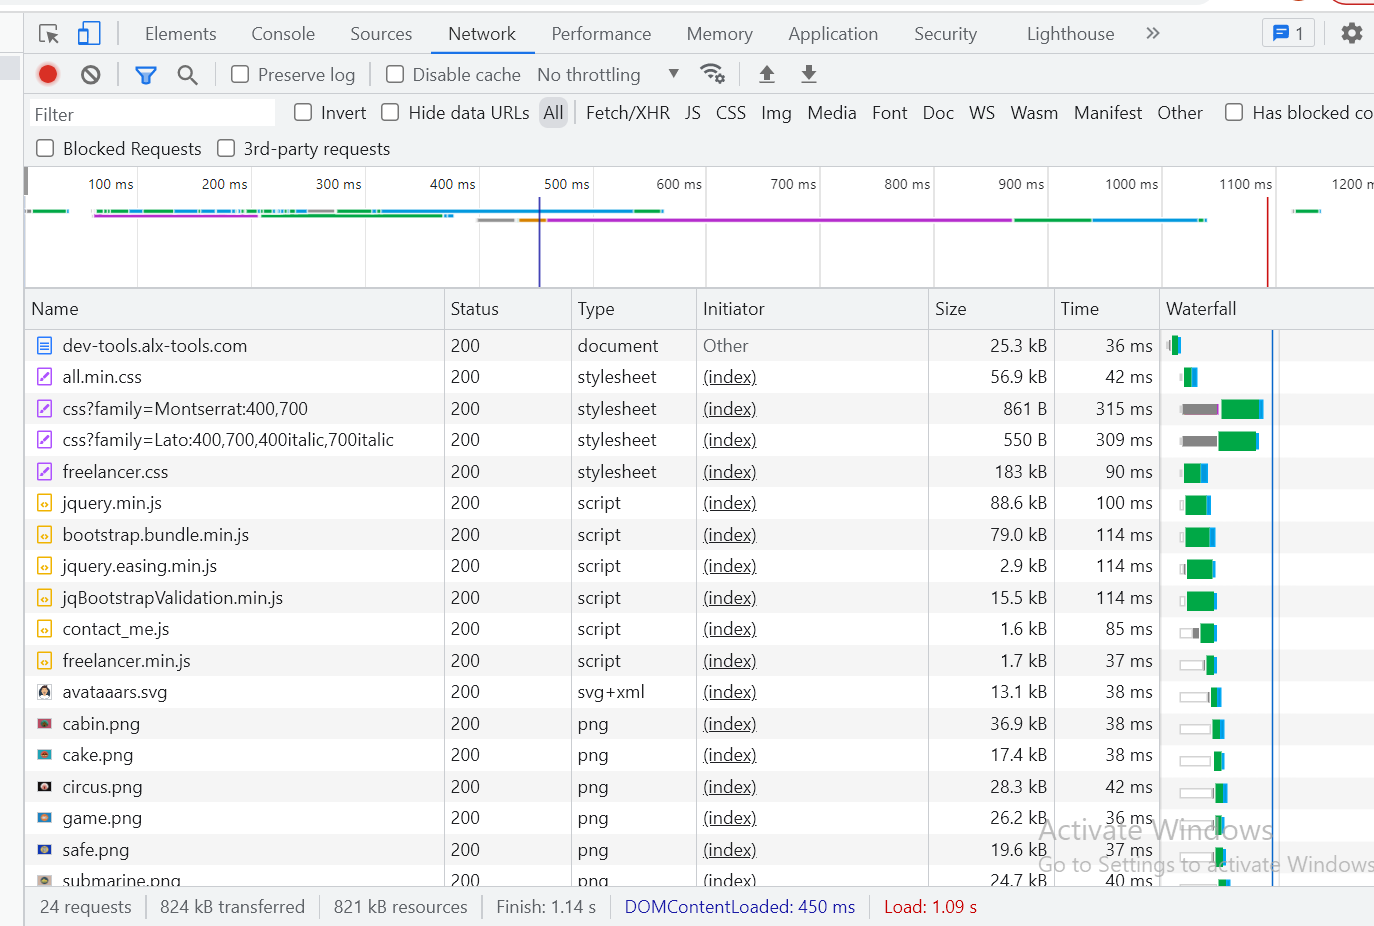 Elements Console Sources Network Performance Memory Application Security Lighthouse » 1
Preserve log Disable cache No throttling
Filter Invert Hide data URLs All Fetch/XHR JS CSS Img Media Font Doc WS Wasm Manifest Other Has blocked co
Blocked Requests 3rd-party requests
100 ms 200 ms 300 ms 400 ms 500 ms 600 ms 700 ms 800 ms 900 ms 1000 ms 1100 ms 1200 m
Name Status Type Initiator Size Time Waterfall
dev-tools.alx-tools.com 200 document Other 25.3 kB 36 ms
all.min.css 200 stylesheet (index) 56.9 kB 42 ms
css?family=Montserrat:400,700 200 stylesheet (index) 861 B 315 ms
css?family=Lato:400,700,400italic,700italic 200 stylesheet (index) 550 B 309 ms
freelancer.css 200 stylesheet (index) 183 kB 90 ms
jquery.min.js 200 script (index) 88.6 kB 100 ms
bootstrap.bundle.min.js 200 script (index) 79.0 kB 114 ms
jquery.easing.min.js 200 script (index) 2.9 kB 114 ms
jqBootstrapValidation.min.js 200 script (index) 15.5 kB 114 ms
contact_me.js 200 script (index) 1.6 kB 85 ms
freelancer.min.js 200 script (index) 1.7 kB 37 ms
avataaars.svg 200 svg+xml (index) 13.1 kB 38 ms
cabin.png 200 png (index) 36.9 kB 38 ms
cake.png 200 png (index) 17.4 kB 38 ms
circus.png 200 png (index) 28.3 kB 42 ms
game.png 200 png (index) 26.2 kB 36 ms
Activate Windows
safe.png 200 png (index) 19.6 kB 37 ms
Go to Settings to activate Windows
submarine.png 200 png (index) 24.7 kB 40 ms
24 requests 824 kB transferred 821 kB resources Finish: 1.14 s DOMContentLoaded: 450 ms Load: 1.09 s